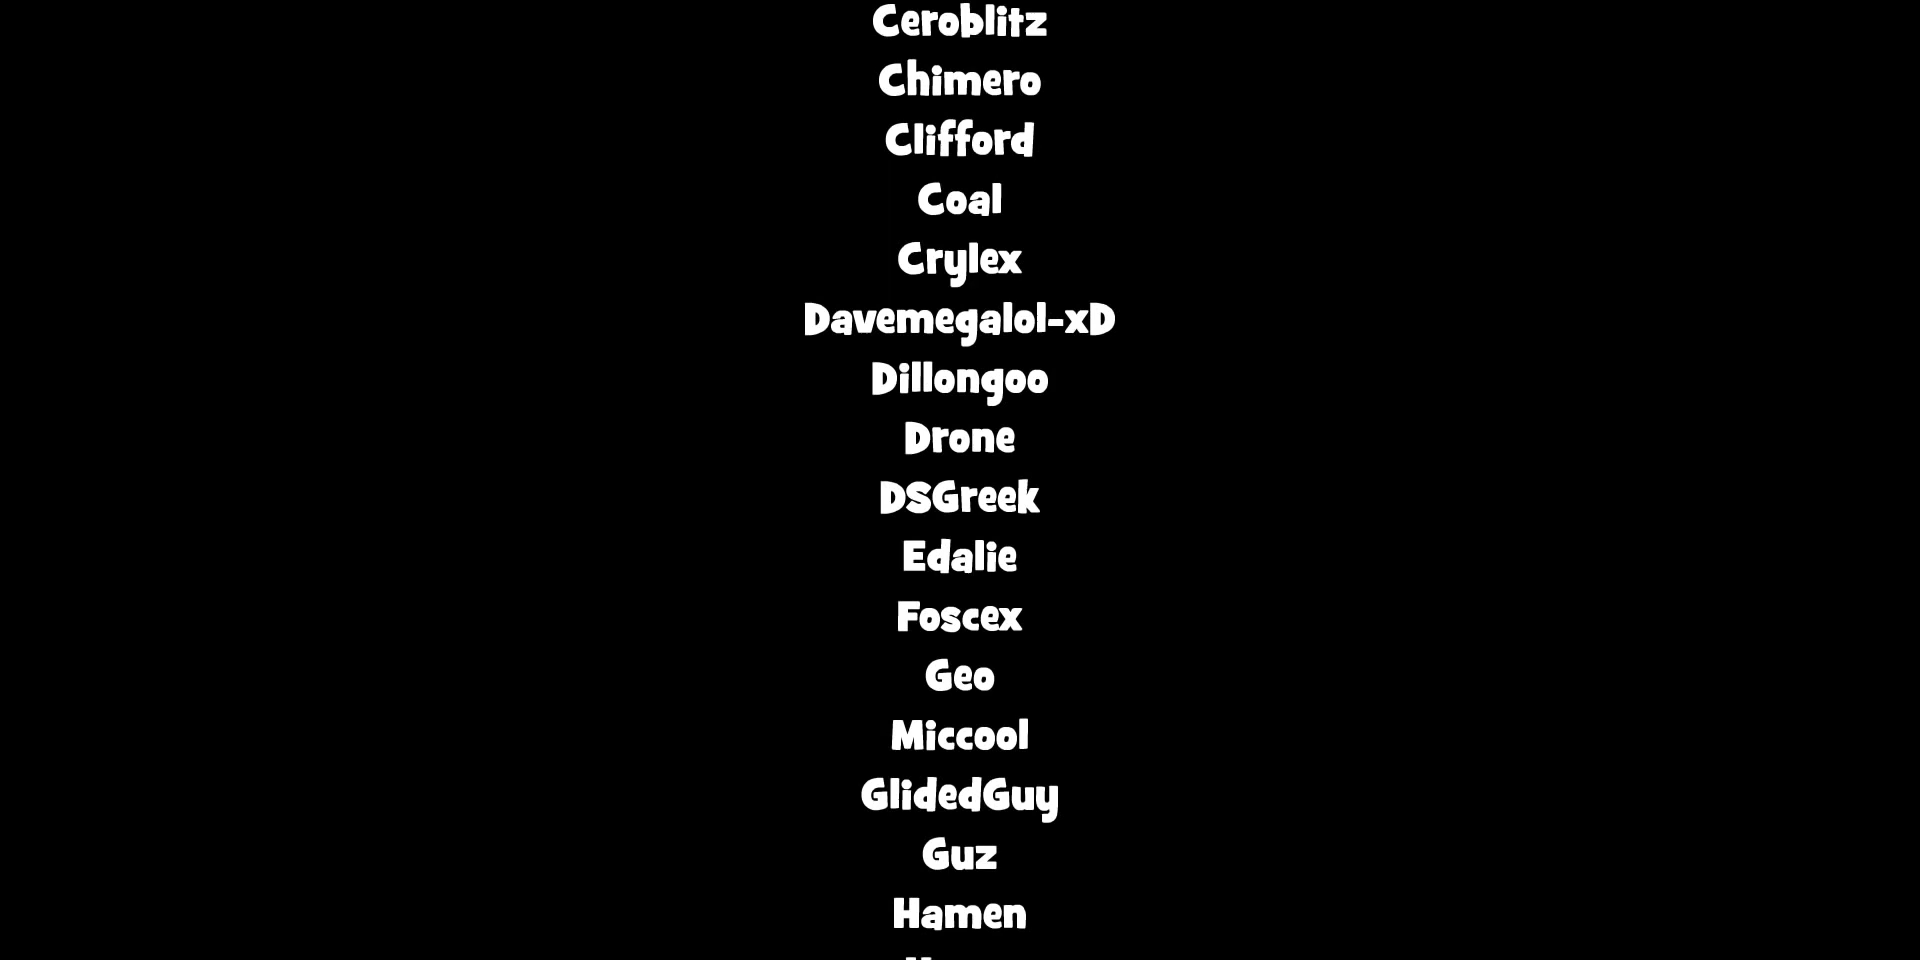 Ceroblitz
Chimero
Clifford
Coal
Crylex
Davemegalol-xD
Dillongoo
Drone
DSGreek
Edalie
Foscex
Geo
Miccool
GlidedGuy
Guz
Hamen